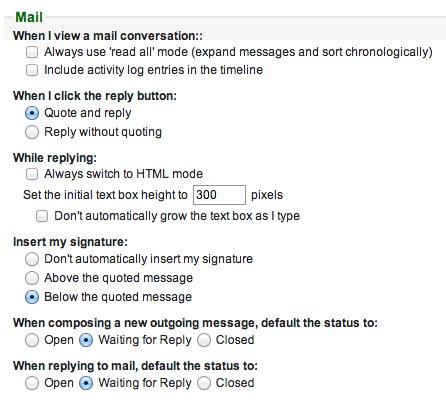 Mail
When I view a mail conversation::
Always use 'read all' mode (expand messages and sort chronologically)
Include activity log entries in the timeline
When I click the reply button:
Quote and reply
Reply without quoting
While replying:
Always switch to HTML mode
Set the initial text box height to 300 pixels
Don't automatically grow the text box as I type
Insert my signature:
Don't automatically insert my signature
Above the quoted message
Below the quoted message
When composing a new outgoing message, default the status to:
Open Waiting for Reply Closed
When replying to mail, default the status to:
Open Waiting for Reply Closed